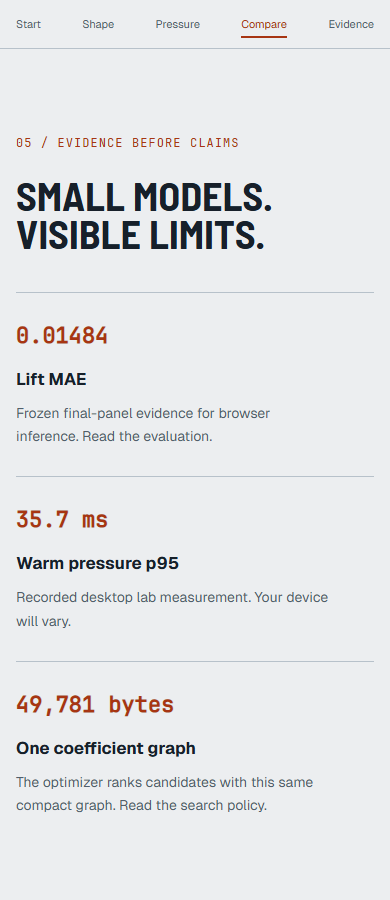 Start Shape Pressure Compare Evidence
05 / EVIDENCE BEFORE CLAIMS
SMALL MODELS.
VISIBLE LIMITS.
0.01484
Lift MAE
Frozen final-panel evidence for browser
inference. Read the evaluation.
35.7 ms
Warm pressure p95
Recorded desktop lab measurement. Your device
will vary.
49,781 bytes
One coefficient graph
The optimizer ranks candidates with this same
compact graph. Read the search policy.